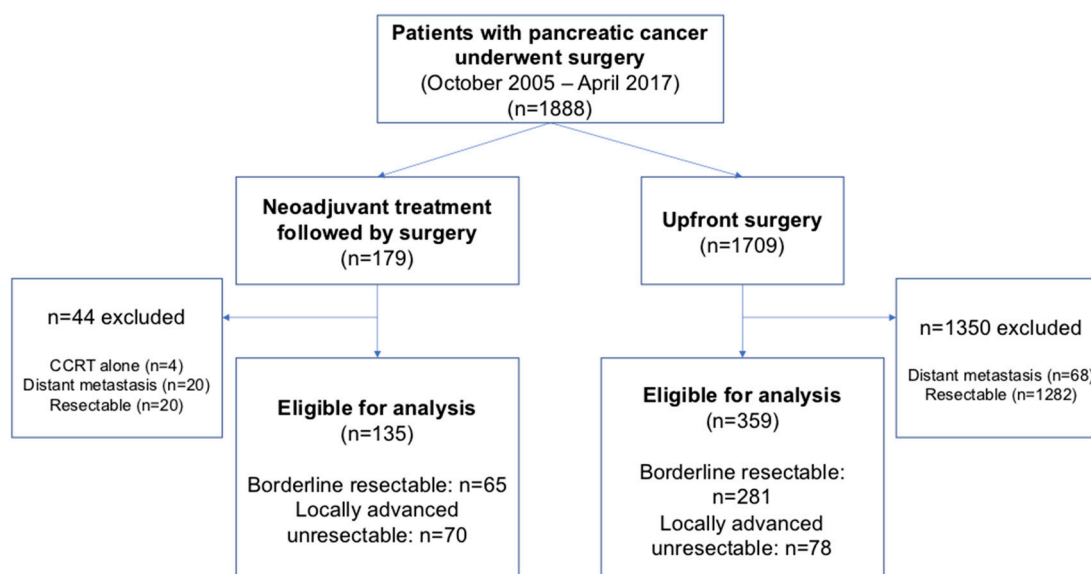 Patients with pancreatic cancer
underwent surgery
(October 2005 – April 2017)
(n=1888)
Neoadjuvant treatment
followed by surgery
(n=179)
Upfront surgery
(n=1709)
n=44 excluded
CCRT alone (n=4)
Distant metastasis (n=20)
Resectable (n=20)
n=1350 excluded
Distant metastasis (n=68)
Resectable (n=1282)
Eligible for analysis
(n=135)
Borderline resectable: n=65
Locally advanced
unresectable: n=70
Eligible for analysis
(n=359)
Borderline resectable:
n=281
Locally advanced
unresectable: n=78